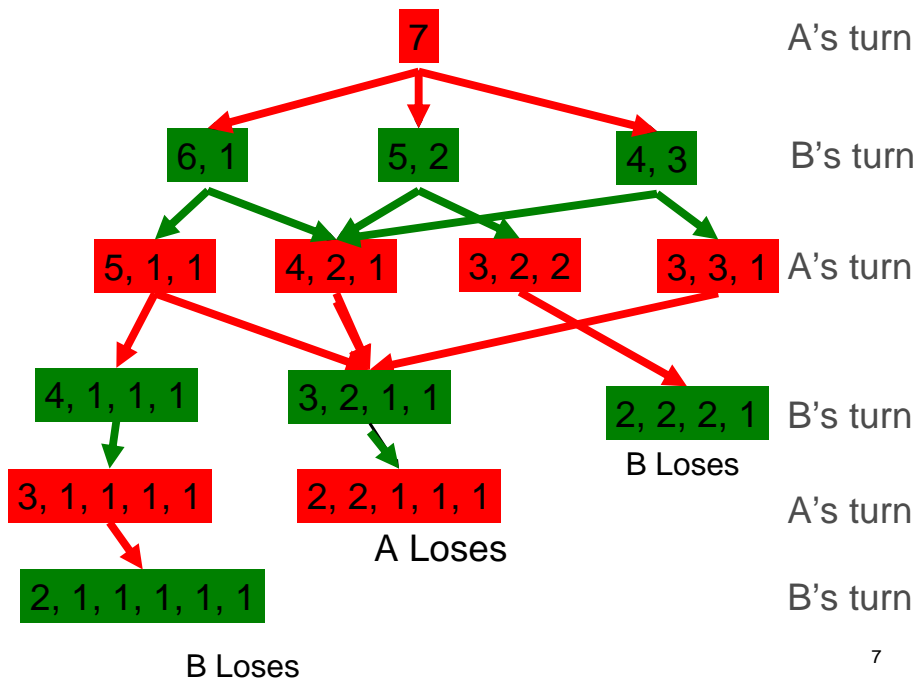 7 A's turn
6, 1 5, 2 4, 3 B's turn
5, 1, 1 4, 2, 1 3, 2, 2 3, 3, 1 A's turn
4, 1, 1, 1 3, 2, 1, 1 2, 2, 2, 1 B's turn
B Loses
3, 1, 1, 1, 1 2, 2, 1, 1, 1 A's turn
A Loses
2, 1, 1, 1, 1, 1 B's turn
B Loses
7